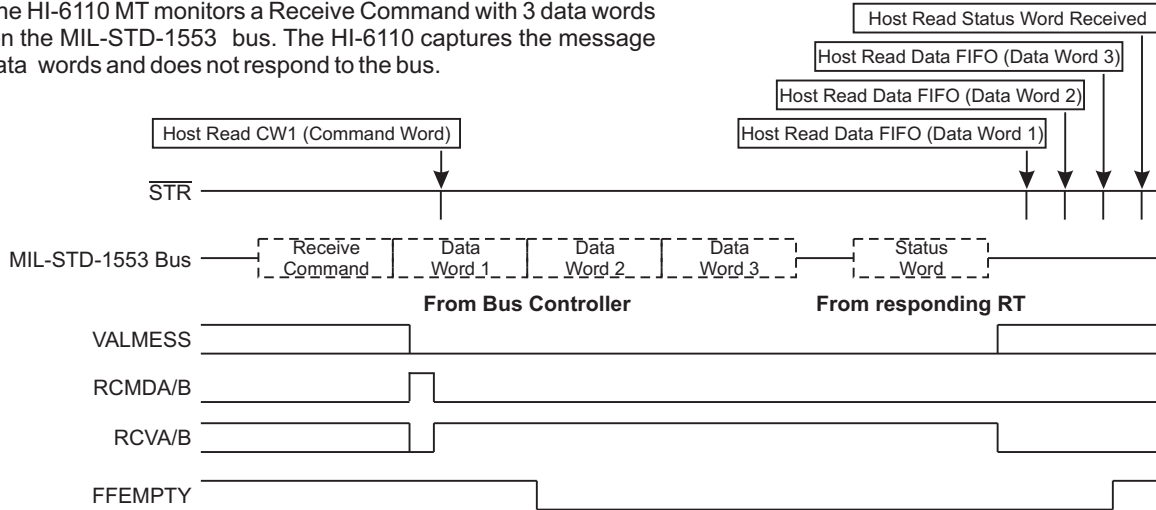 he HI-6110 MT monitors a Receive Command with 3 data words
n the MIL-STD-1553 bus. The HI-6110 captures the message
ata words and does not respond to the bus.
Host Read Status Word Received
Host Read Data FIFO (Data Word 3)
Host Read Data FIFO (Data Word 2)
Host Read CW1 (Command Word)
Host Read Data FIFO (Data Word 1)
STR
MIL-STD-1553 Bus
Receive Command
Data Word 1
Data Word 2
Data Word 3
Status Word
From Bus Controller
From responding RT
VALMESS
RCMDA/B
RCVA/B
FFEMPTY